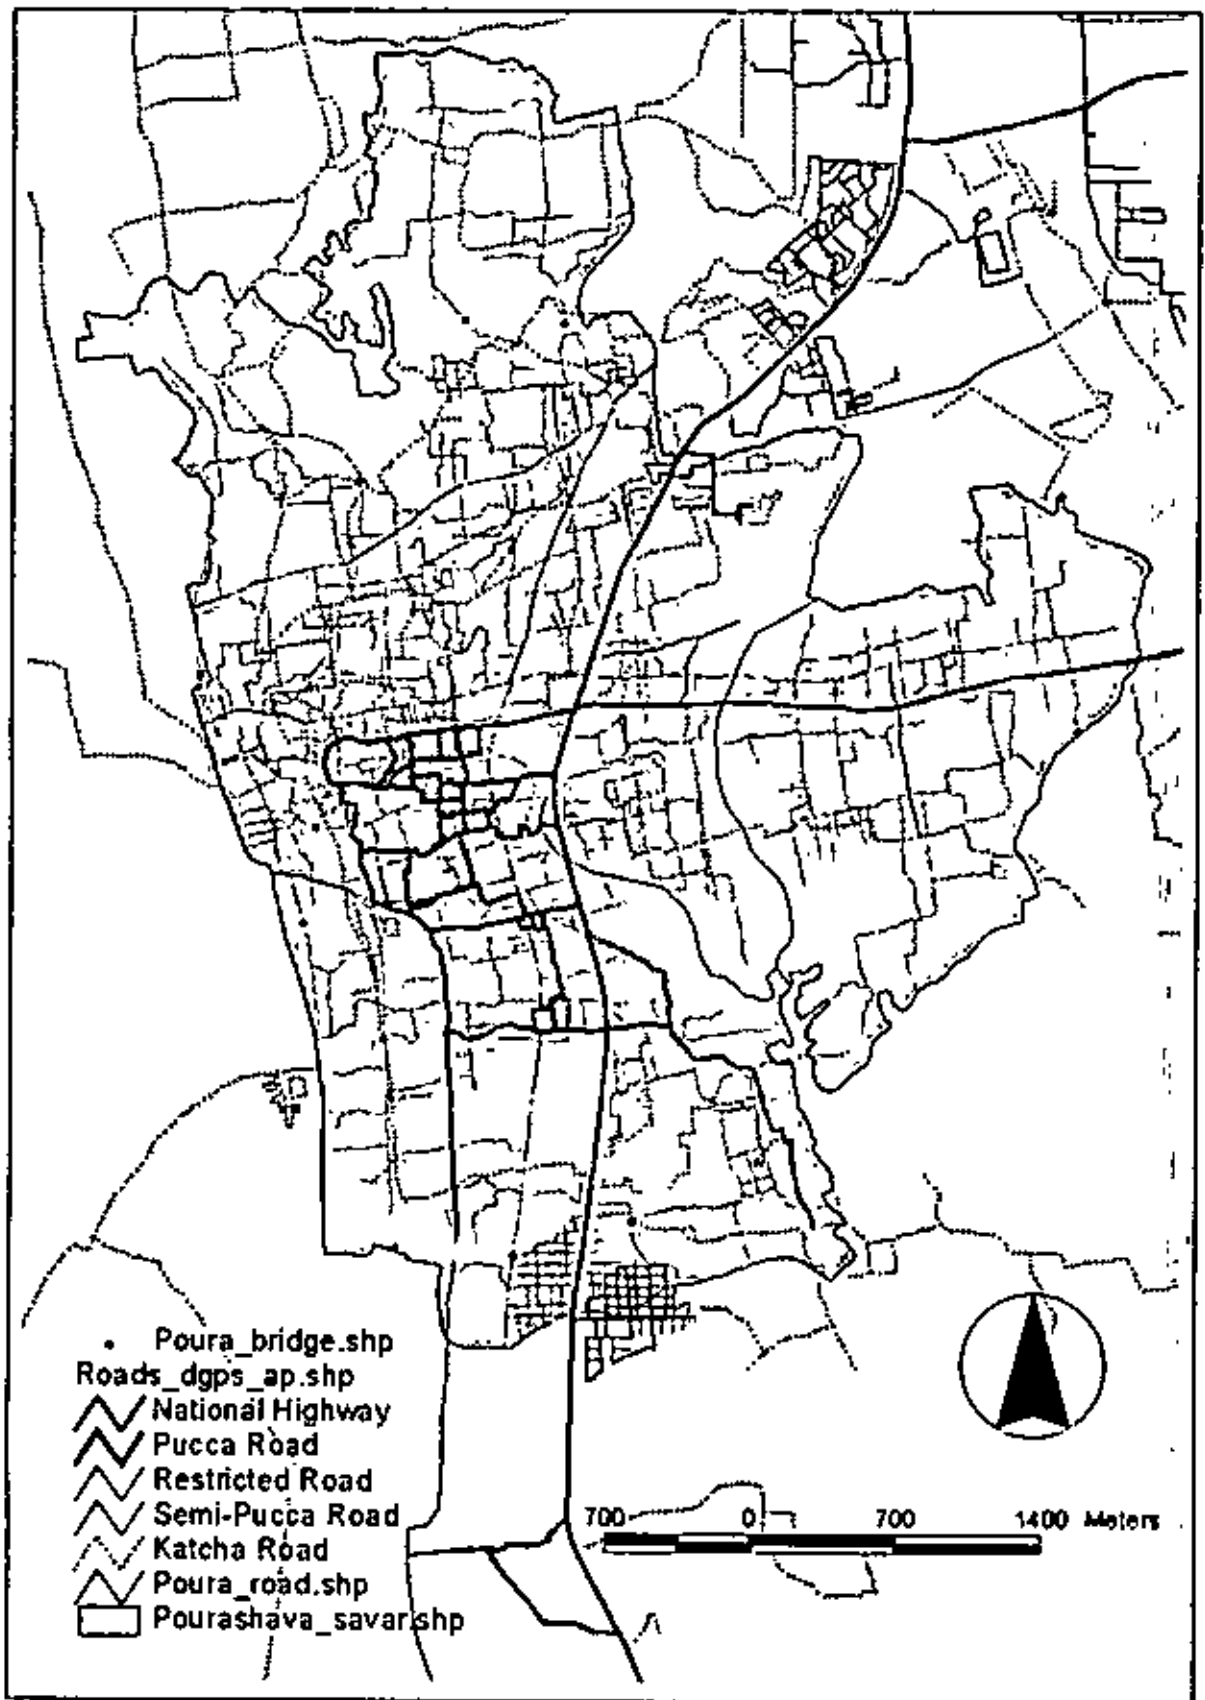 Poura_bridge.shp
Roads_dgps_ap.shp
National Highway
Pucca Road
Restricted Road
Semi-Pucca Road
Katcha Road
Poura_road.shp
Pourashava_savar.shp
700 0 700 1400 Meters